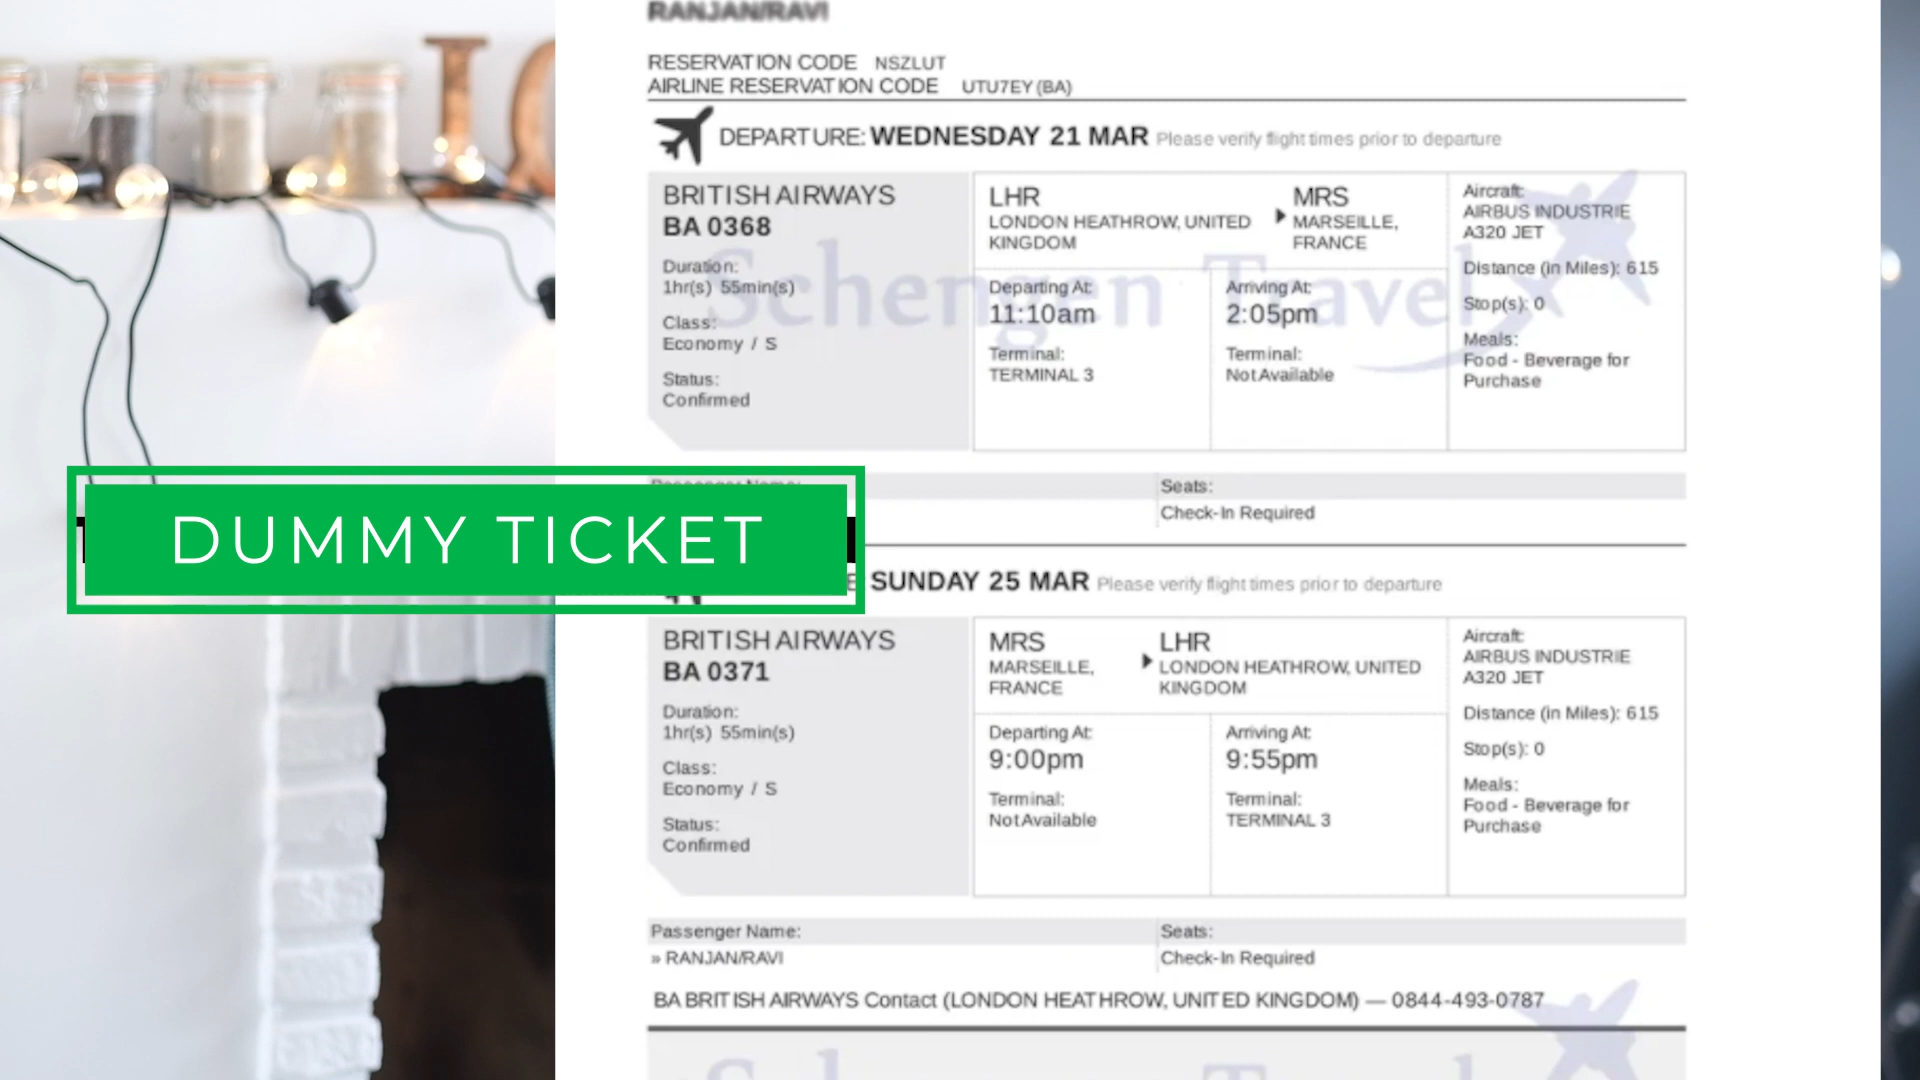 RANJAN/RAVI
RESERVATION CODE NSZLUT
AIRLINE RESERVATION CODE UTU7EY (BA)
DEPARTURE: WEDNESDAY 21 MAR Please verify flight times prior to departure
BRITISH AIRWAYS
BA 0368
Duration:
1hr(s) 55min(s)
Class:
Economy / S
Status:
Confirmed
LHR
LONDON HEATHROW, UNITED
KINGDOM
MRS
MARSEILLE,
FRANCE
Departing At:
11:10am
Terminal:
TERMINAL 3
Arriving At:
2:05pm
Terminal:
Not Available
Aircraft:
AIRBUS INDUSTRIE
A320 JET
Distance (in Miles): 615
Stop(s): 0
Meals:
Food - Beverage for
Purchase
Schengen Travel
Passenger Name:
Seats:
Check-In Required
DUMMY TICKET
SUNDAY 25 MAR Please verify flight times prior to departure
BRITISH AIRWAYS
BA 0371
Duration:
1hr(s) 55min(s)
Class:
Economy / S
Status:
Confirmed
MRS
MARSEILLE,
FRANCE
LHR
LONDON HEATHROW, UNITED
KINGDOM
Departing At:
9:00pm
Terminal:
Not Available
Arriving At:
9:55pm
Terminal:
TERMINAL 3
Aircraft:
AIRBUS INDUSTRIE
A320 JET
Distance (in Miles): 615
Stop(s): 0
Meals:
Food - Beverage for
Purchase
Passenger Name:
Seats:
» RANJAN/RAVI
Check-In Required
BA BRITISH AIRWAYS Contact (LONDON HEATHROW, UNITED KINGDOM) — 0844-493-0787